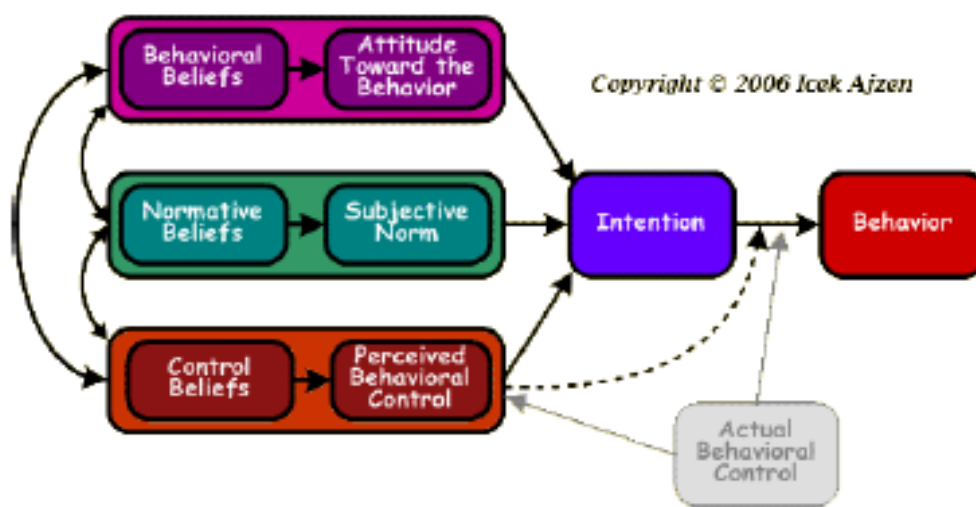 Behavioral
Beliefs
Attitude
Toward the
Behavior
Copyright © 2006 Icek Ajzen
Normative
Beliefs
Subjective
Norm
Intention
Behavior
Control
Beliefs
Perceived
Behavioral
Control
Actual
Behavioral
Control